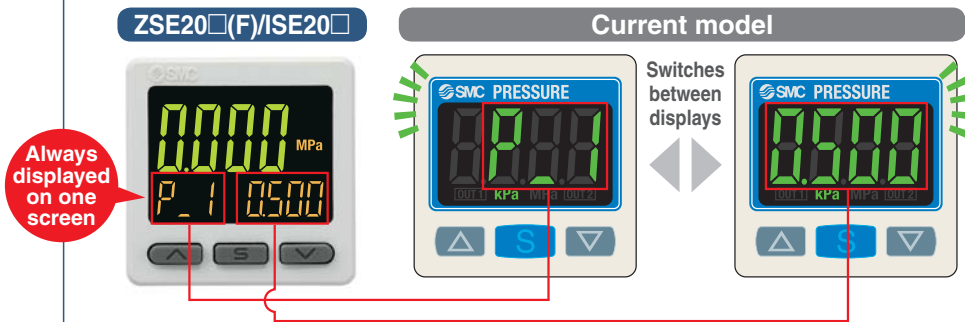 ZSE20□(F)/ISE20□
Current model
SMC
0.000
MPa
P_1
0.500
S
Always
displayed
on one
screen
SMC PRESSURE
P_1
OUT1 kPa MPa OUT2
S
Switches
between
displays
SMC PRESSURE
0.500
OUT1 kPa MPa OUT2
S